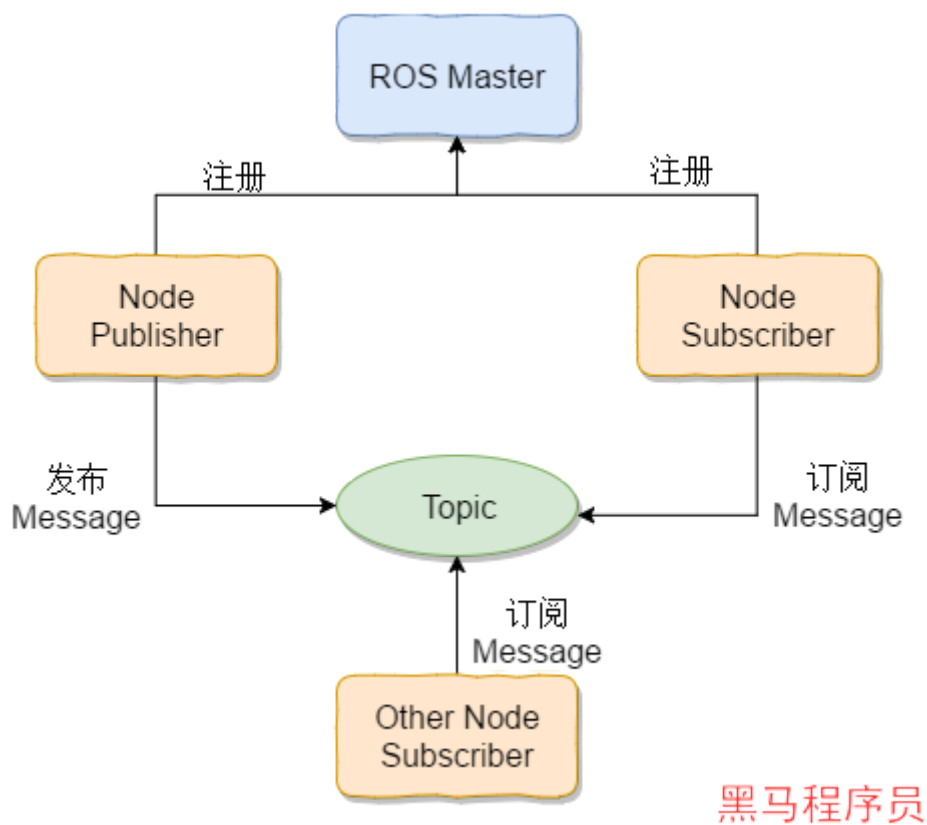 ROS Master
注册
注册
Node
Publisher
Node
Subscriber
发布
Message
Topic
订阅
Message
订阅
Message
Other Node
Subscriber
黑马程序员